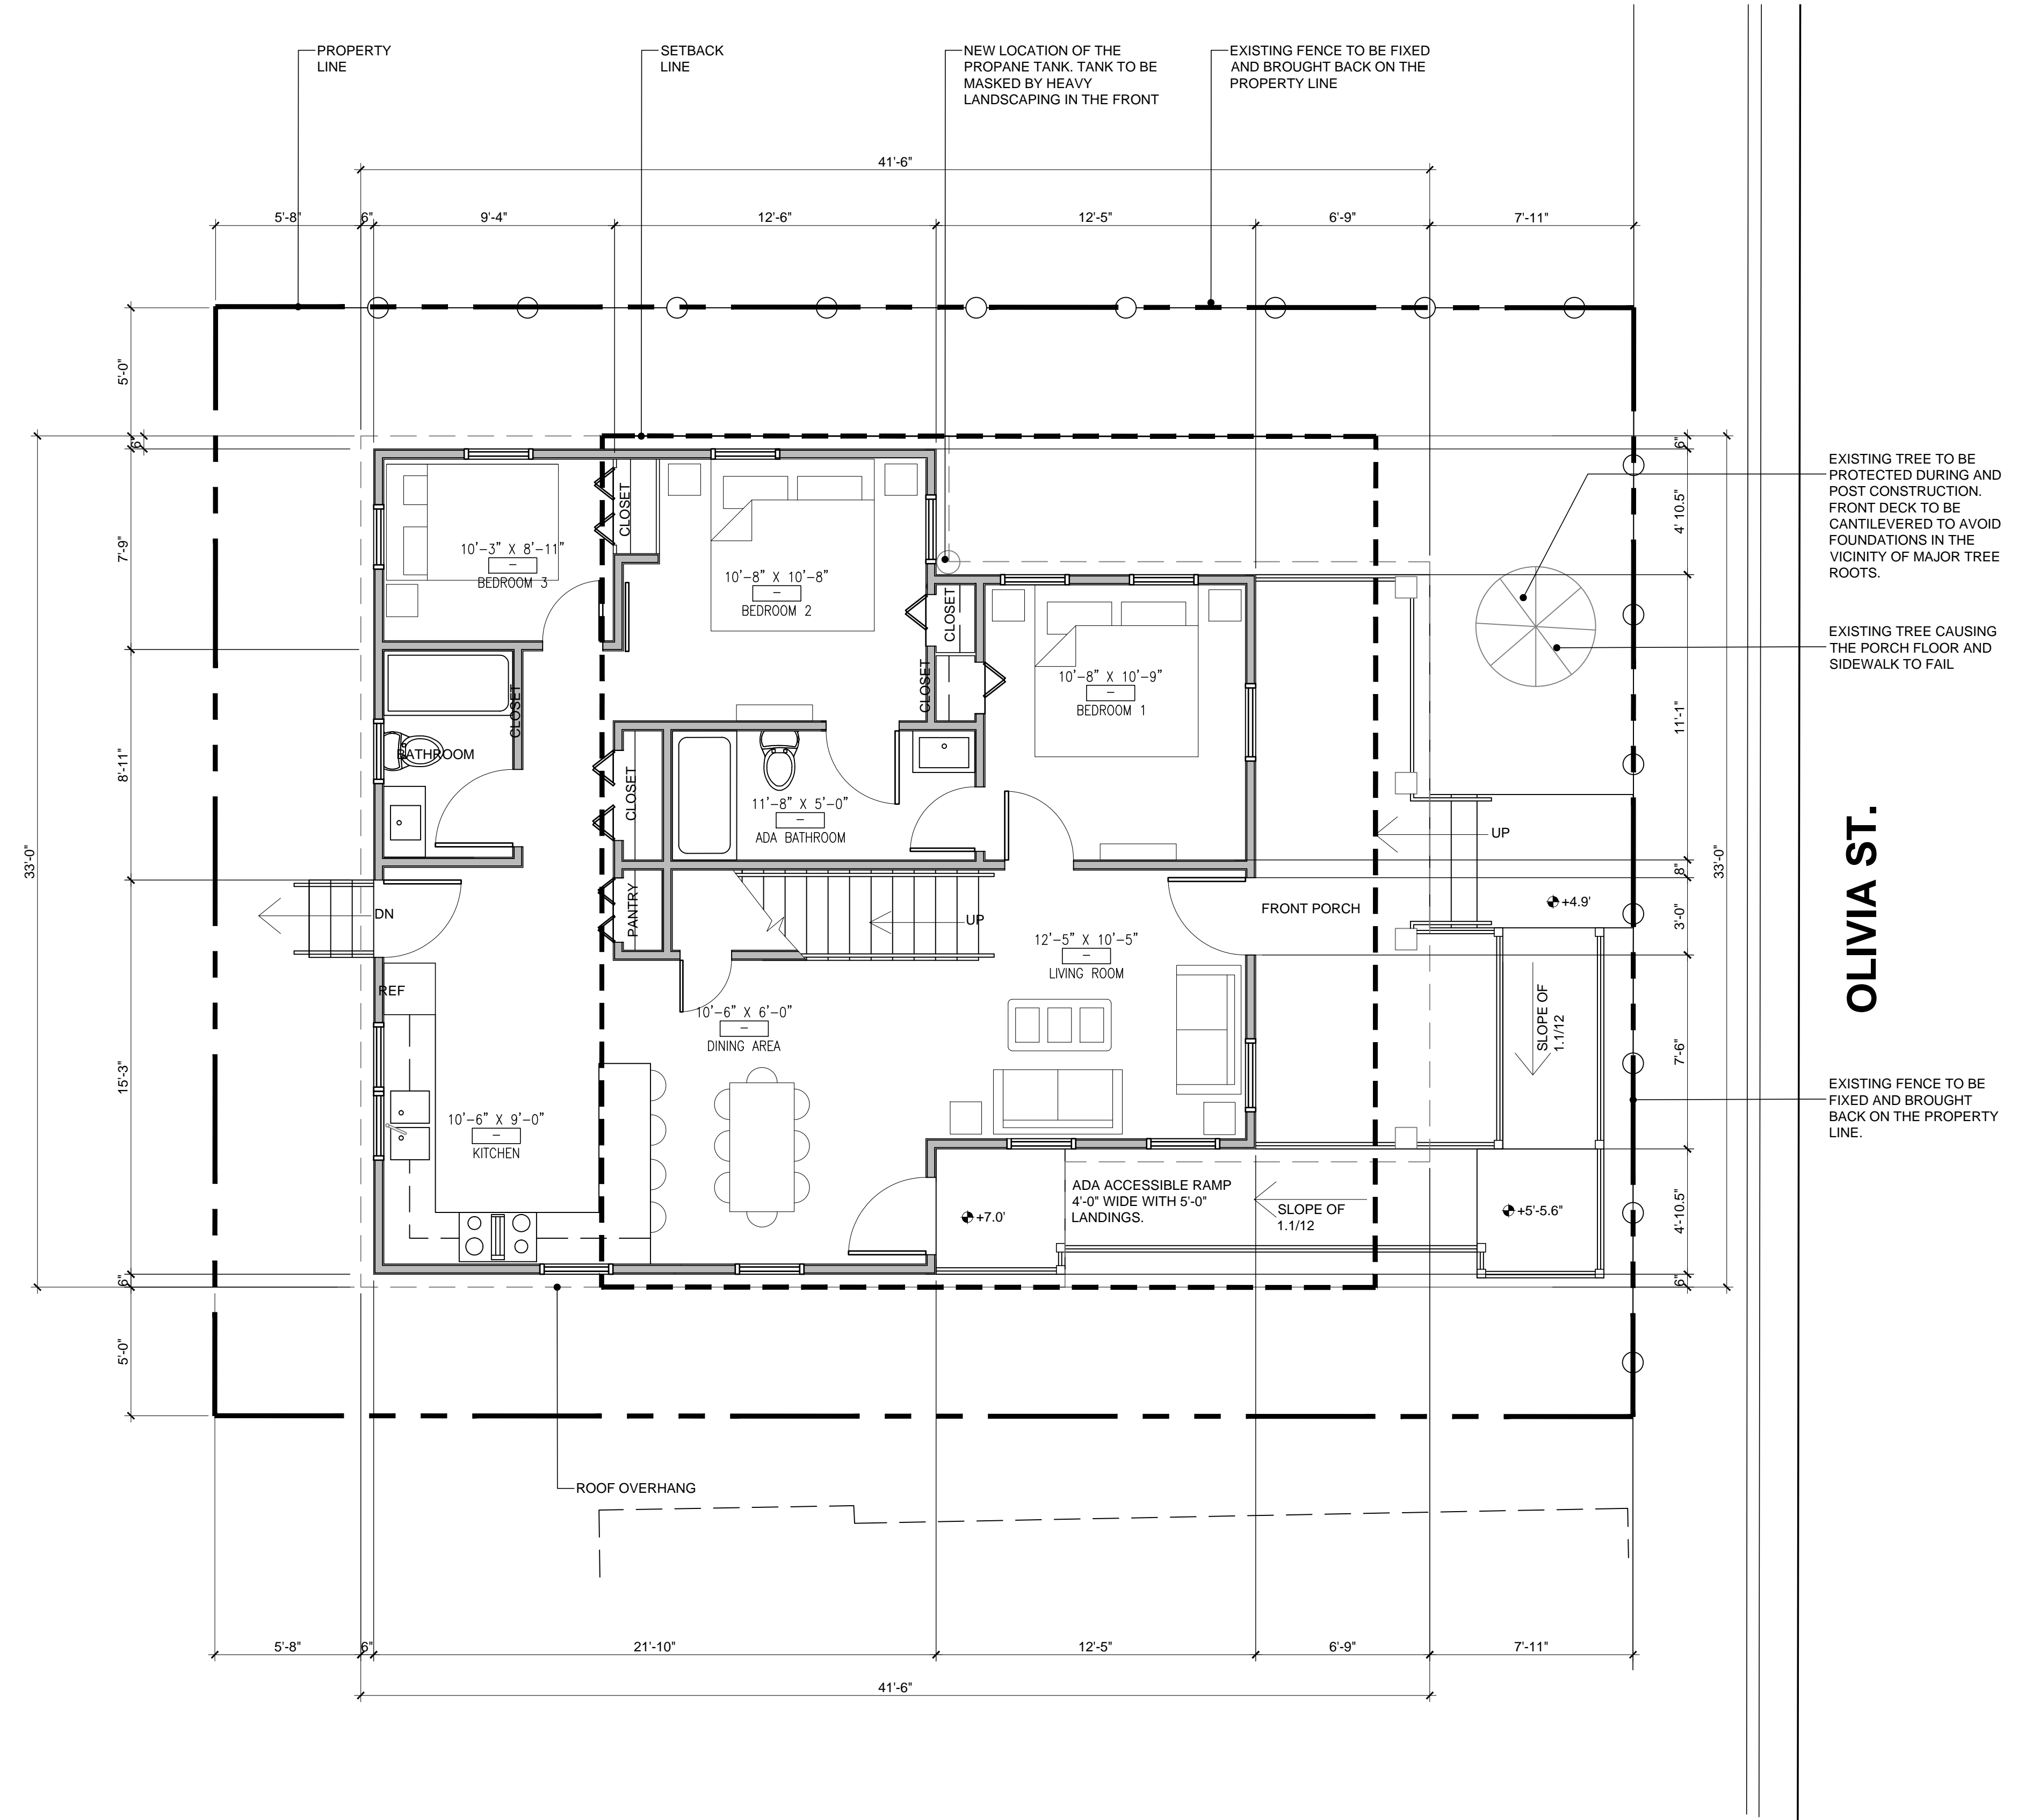 PROPERTY
LINE
SETBACK
LINE
NEW LOCATION OF THE
PROPANE TANK. TANK TO BE
MASKED BY HEAVY
LANDSCAPING IN THE FRONT
EXISTING FENCE TO BE FIXED
AND BROUGHT BACK ON THE
PROPERTY LINE
41'-6"
5'-8"
6"
9'-4"
12'-6"
12'-5"
6'-9"
7'-11"
5'-0"
6"
7'-9"
8'-11"
15'-3"
6"
5'-0"
33'-0"
10'-3" X 8'-11"
BEDROOM 3
CLOSET
10'-8" X 10'-8"
BEDROOM 2
CLOSET
CLOSET
10'-8" X 10'-9"
BEDROOM 1
CLOSET
BATHROOM
CLOSET
11'-8" X 5'-0"
ADA BATHROOM
PANTRY
DN
UP
UP
FRONT PORCH
+4.9'
REF
12'-5" X 10'-5"
LIVING ROOM
10'-6" X 6'-0"
DINING AREA
10'-6" X 9'-0"
KITCHEN
SLOPE OF
1.1/12
ADA ACCESSIBLE RAMP
4'-0" WIDE WITH 5'-0"
LANDINGS.
SLOPE OF
1.1/12
+7.0'
+5'-5.6"
6"
4' 10.5"
11'-1"
8"
3'-0"
7'-6"
4'-10.5"
6"
33'-0"
EXISTING TREE TO BE
PROTECTED DURING AND
POST CONSTRUCTION.
FRONT DECK TO BE
CANTILEVERED TO AVOID
FOUNDATIONS IN THE
VICINITY OF MAJOR TREE
ROOTS.
EXISTING TREE CAUSING
THE PORCH FLOOR AND
SIDEWALK TO FAIL
OLIVIA ST.
EXISTING FENCE TO BE
FIXED AND BROUGHT
BACK ON THE PROPERTY
LINE.
ROOF OVERHANG
5'-8"
6"
21'-10"
12'-5"
6'-9"
7'-11"
41'-6"